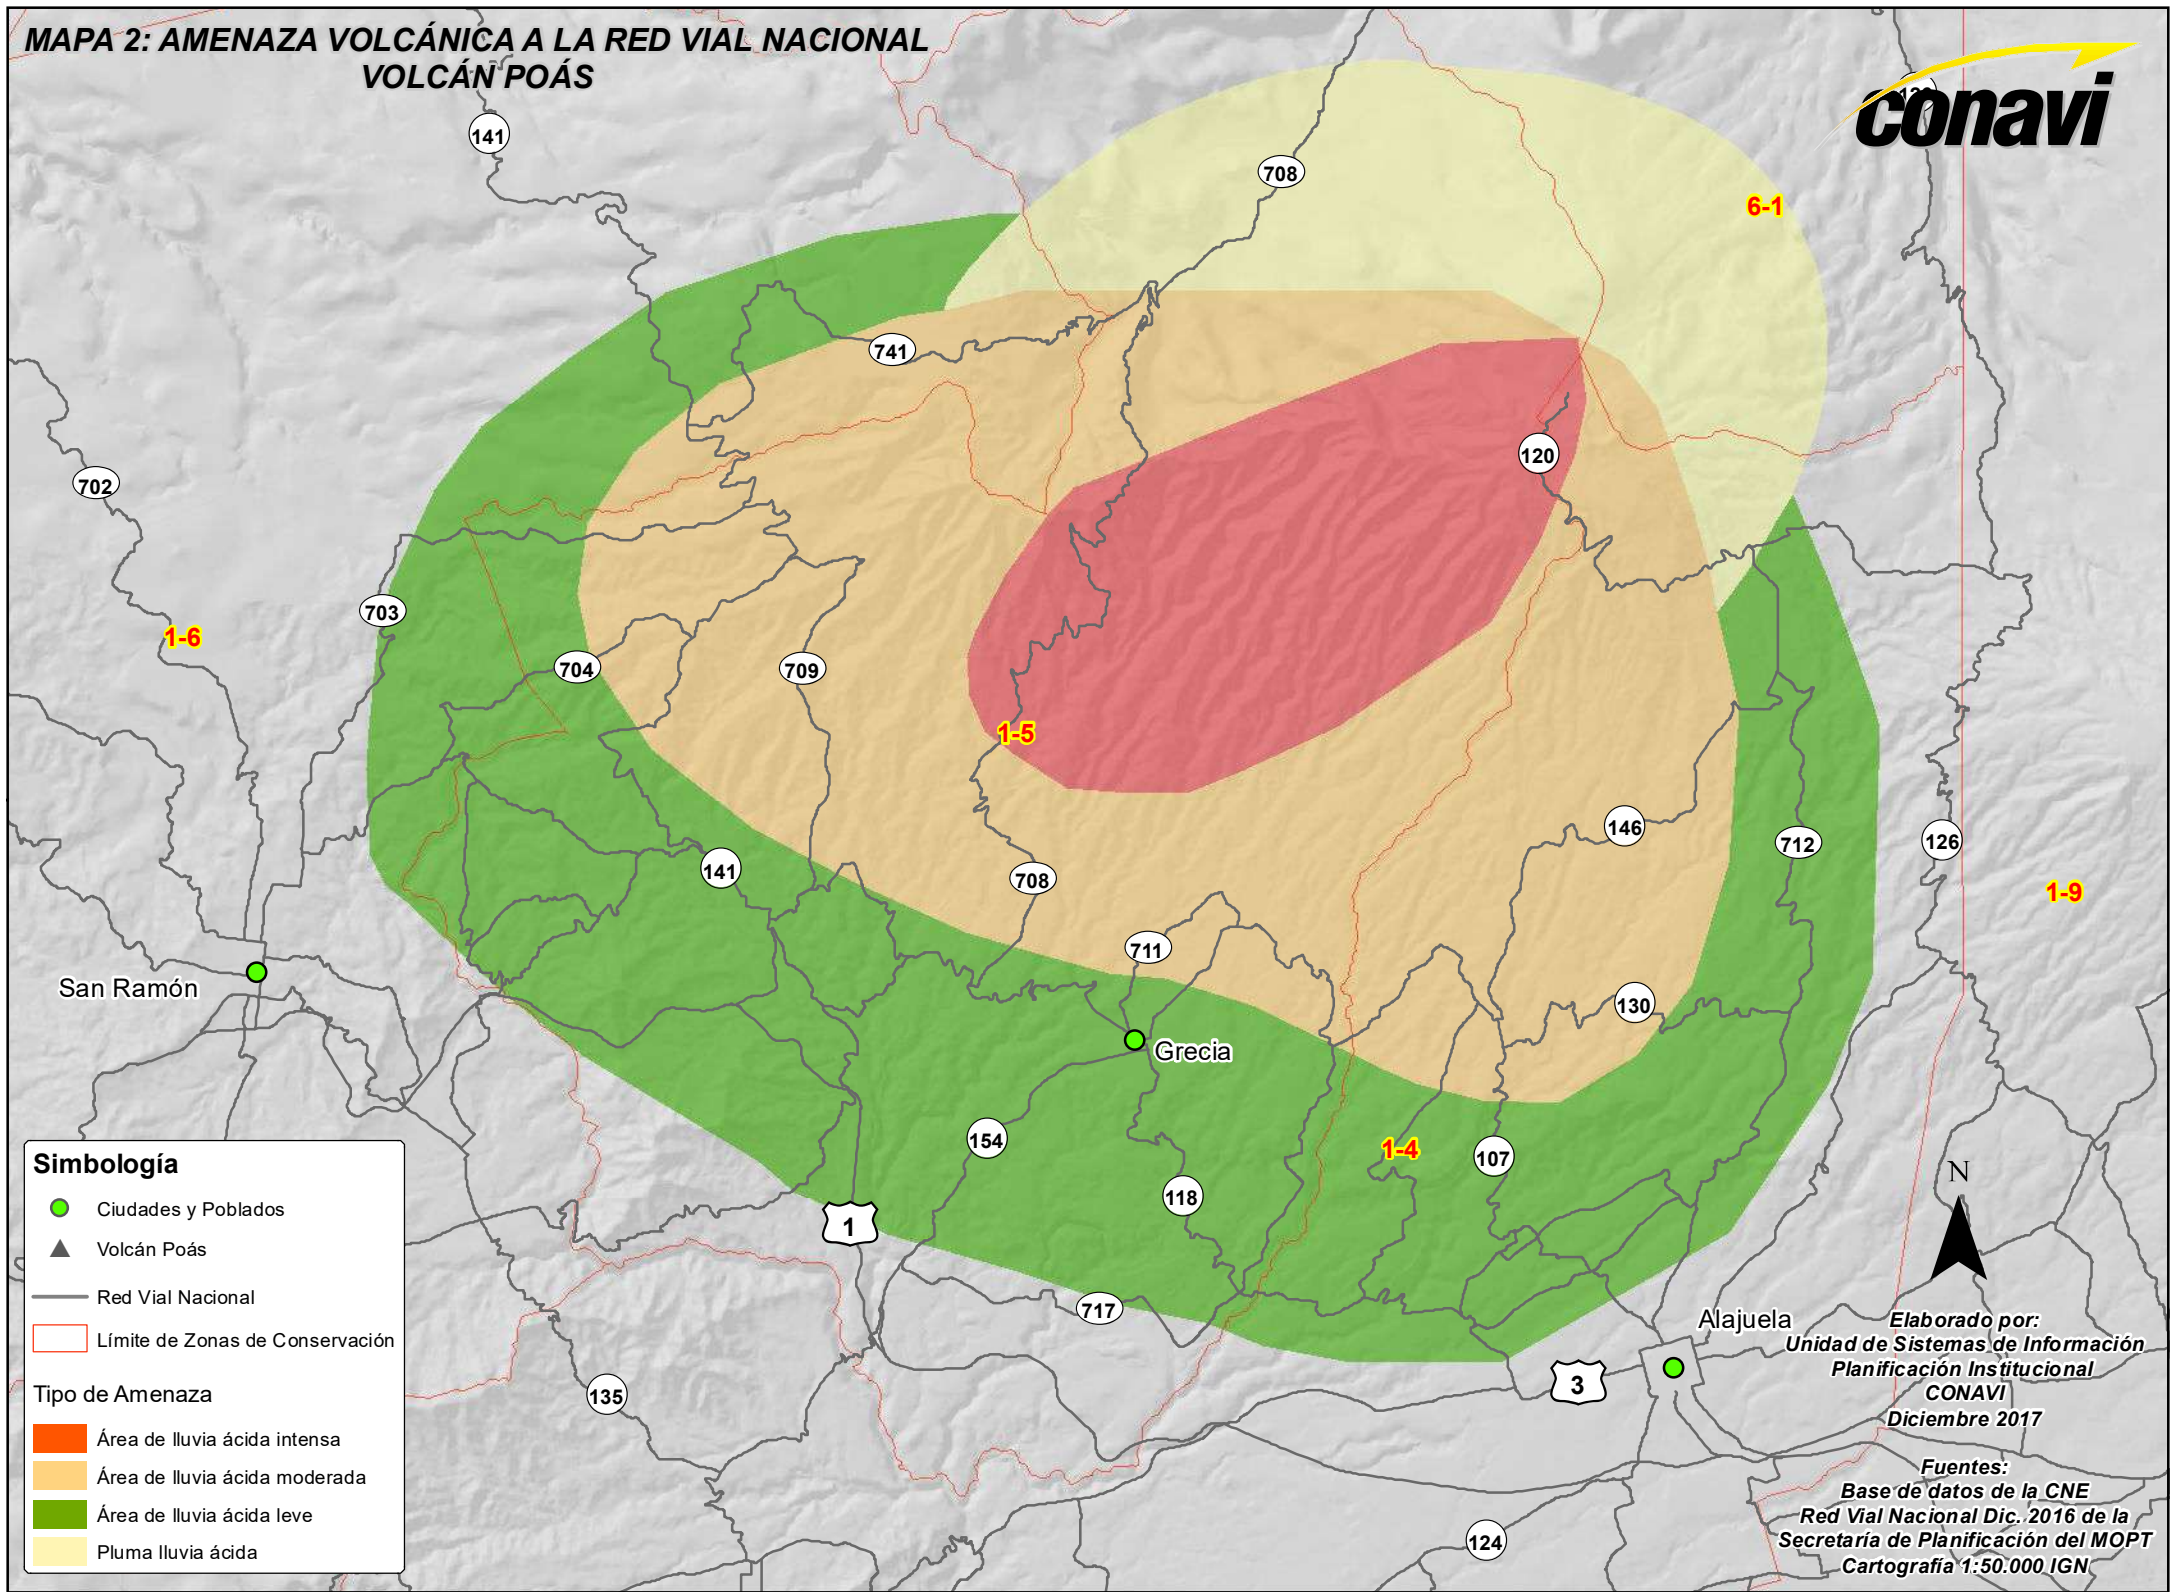 MAPA 2: AMENAZA VOLCÁNICA A LA RED VIAL NACIONAL
VOLCÁN POÁS
conavi
141
708
6-1
741
120
702
703
1-6
704
709
1-5
146
712
126
141
708
1-9
711
San Ramón
130
Grecia
154
1-4
107
118
1
717
Alajuela
3
135
124
N
Simbología
Ciudades y Poblados
Volcán Poás
Red Vial Nacional
Límite de Zonas de Conservación
Tipo de Amenaza
Área de lluvia ácida intensa
Área de lluvia ácida moderada
Área de lluvia ácida leve
Pluma lluvia ácida
Elaborado por:
Unidad de Sistemas de Información
Planificación Institucional
CONAVI
Diciembre 2017
Fuentes:
Base de datos de la CNE
Red Vial Nacional Dic. 2016 de la
Secretaría de Planificación del MOPT
Cartografía 1:50.000 IGN